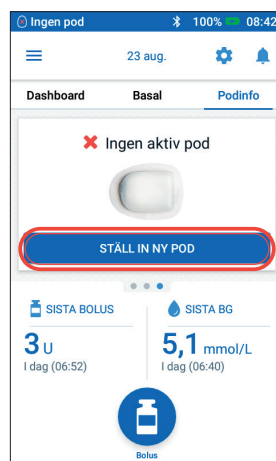 Ingen pod 100% 08:42
23 aug.
Dashboard Basal Podinfo
Ingen aktiv pod
STÄLL IN NY POD
SISTA BOLUS SISTA BG
3 U 5,1 mmol/L
I dag (06:52) I dag (06:40)
Bolus